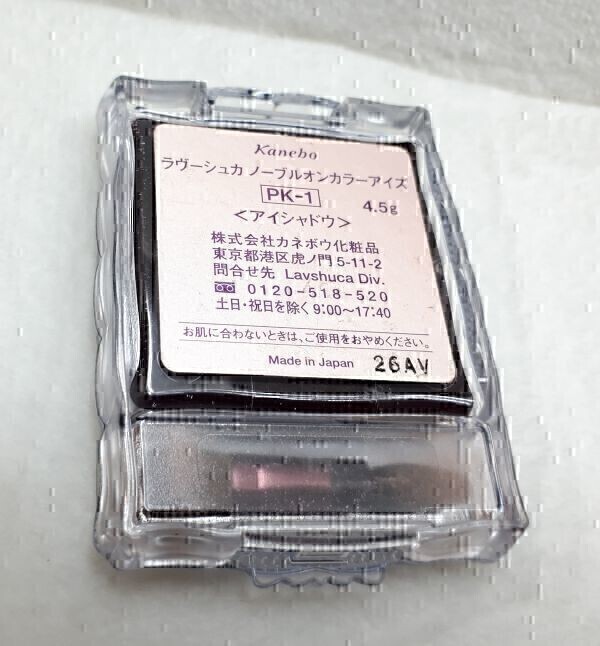 Kanebo
ラヴーシュカ ノーブルオンカラーアイズ
PK-1 4.5g
<アイシャドウ>
株式会社カネボウ化粧品
東京都港区虎ノ門5-11-2
問合せ先 Lavshuca Div.
0120-518-520
土日・祝日を除く 9:00〜17:40
お肌に合わないときは、ご使用をおやめください。
Made in Japan 26AV